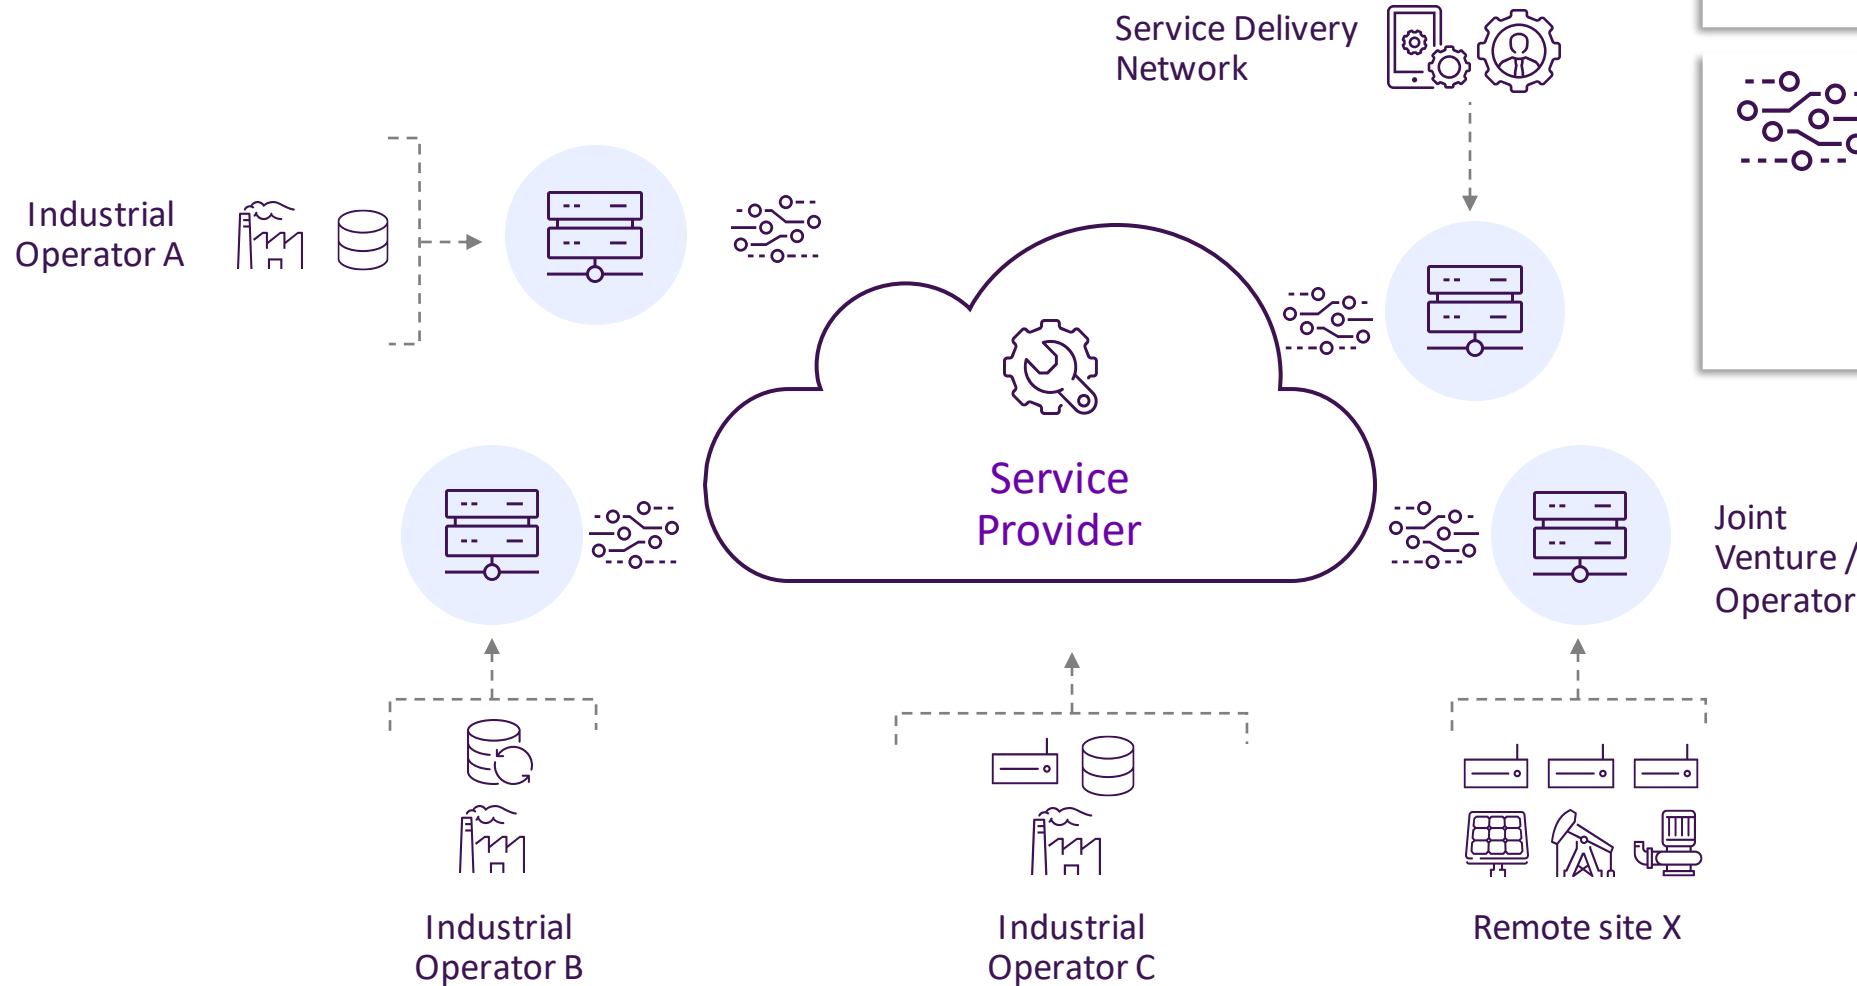 Service Delivery
Network
Industrial
Operator A
Service
Provider
Joint
Venture /
Operator
Industrial
Operator B
Industrial
Operator C
Remote site X